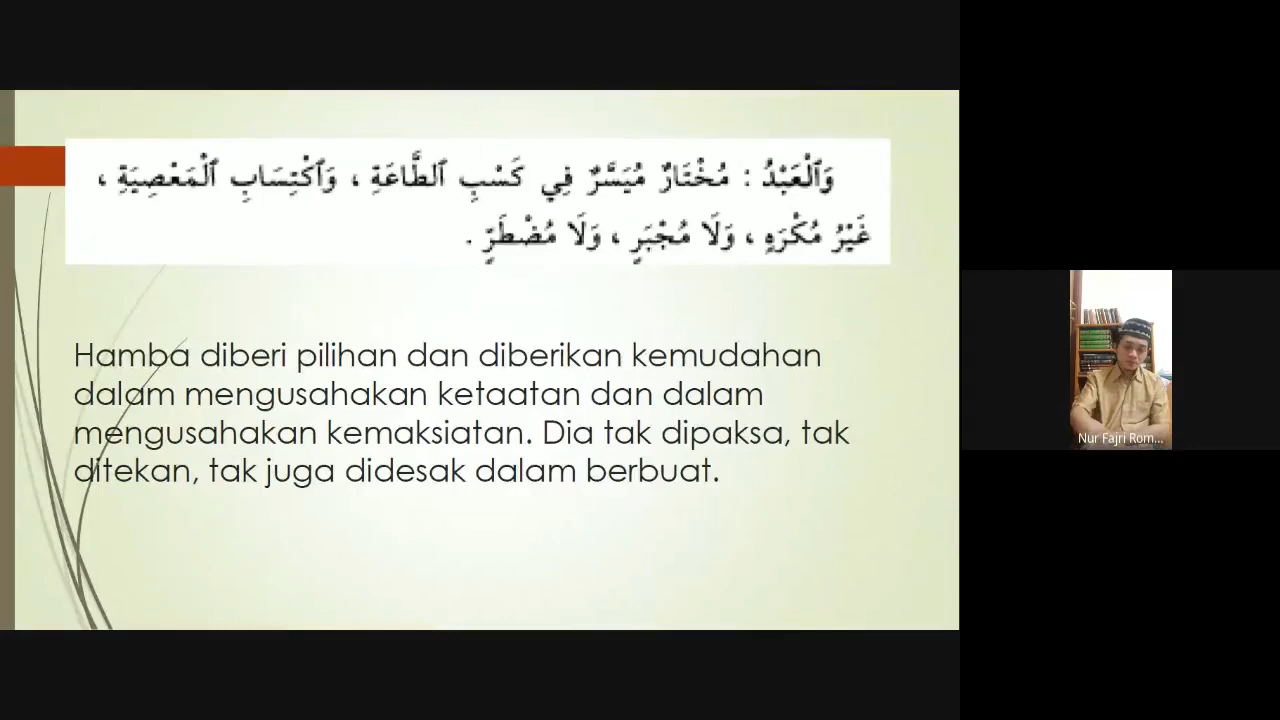 وَٱلْعَبْدُ : مُخْتَارٌ مُيَسَّرٌ فِي كَسْبِ ٱلطَّاعَةِ ، وَٱكْتِسَابِ ٱلْمَعْصِيَةِ ،
غَيْرُ مُكْرَهٍ ، وَلَا مُجْبَرٍ ، وَلَا مُضْطَرٍّ .
Hamba diberi pilihan dan diberikan kemudahan
dalam mengusahakan ketaatan dan dalam
mengusahakan kemaksiatan. Dia tak dipaksa, tak
ditekan, tak juga didesak dalam berbuat.
Nur Fajri Rom...